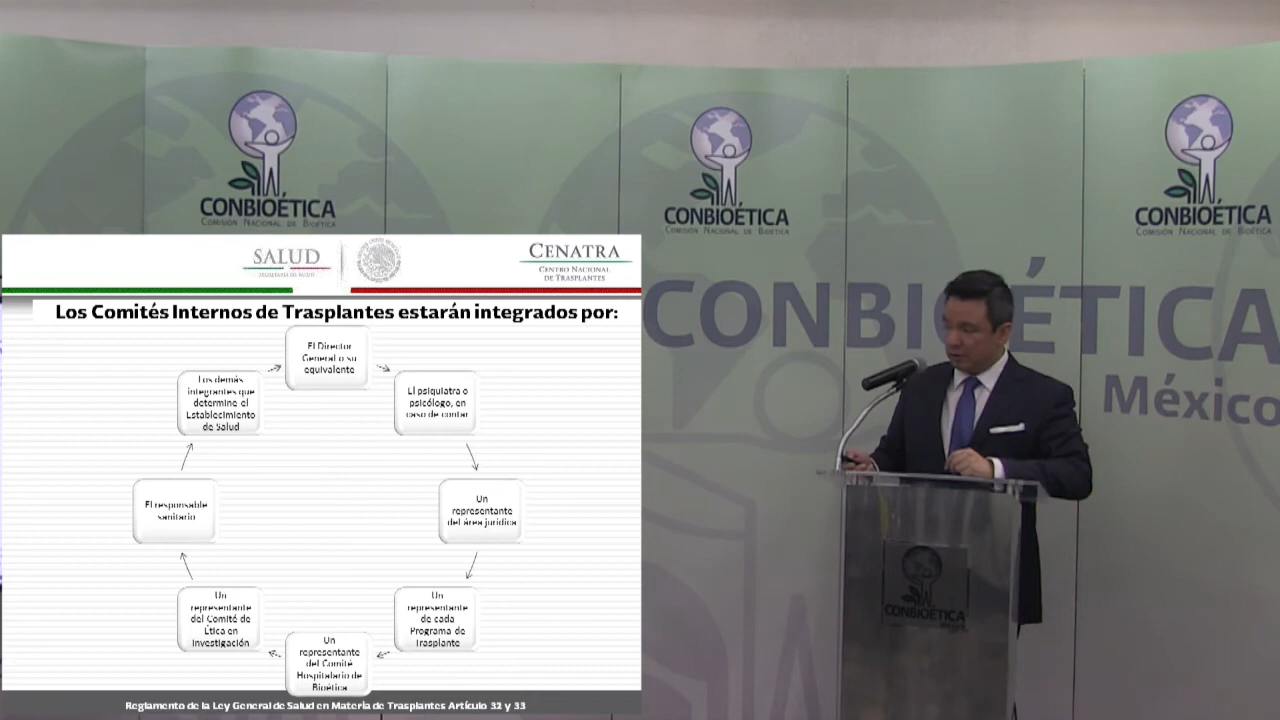 CONBIOÉTICA
COMISIÓN NACIONAL DE BIOÉTICA
CONBIOÉTICA
COMISIÓN NACIONAL DE BIOÉTICA
CONBIOÉTICA
COMISIÓN NACIONAL DE BIOÉTICA
CONBIOÉTICA
México
SALUD
SECRETARÍA DE SALUD
CENATRA
CENTRO NACIONAL
DE TRASPLANTES
Los Comités Internos de Trasplantes estarán integrados por:
El Director
General o su
equivalente
El psiquiatra o
psicólogo, en
caso de contar
Un
representante
del área jurídica
Un
representante
de cada
Programa de
Trasplante
Un
representante
del Comité
Hospitalario de
Bioética
Un
representante
del Comité de
Ética en
Investigación
El responsable
sanitario
Los demás
integrantes que
determine el
Establecimiento
de Salud
Reglamento de la Ley General de Salud en Materia de Trasplantes Artículo 32 y 33
CONBIOÉTICA